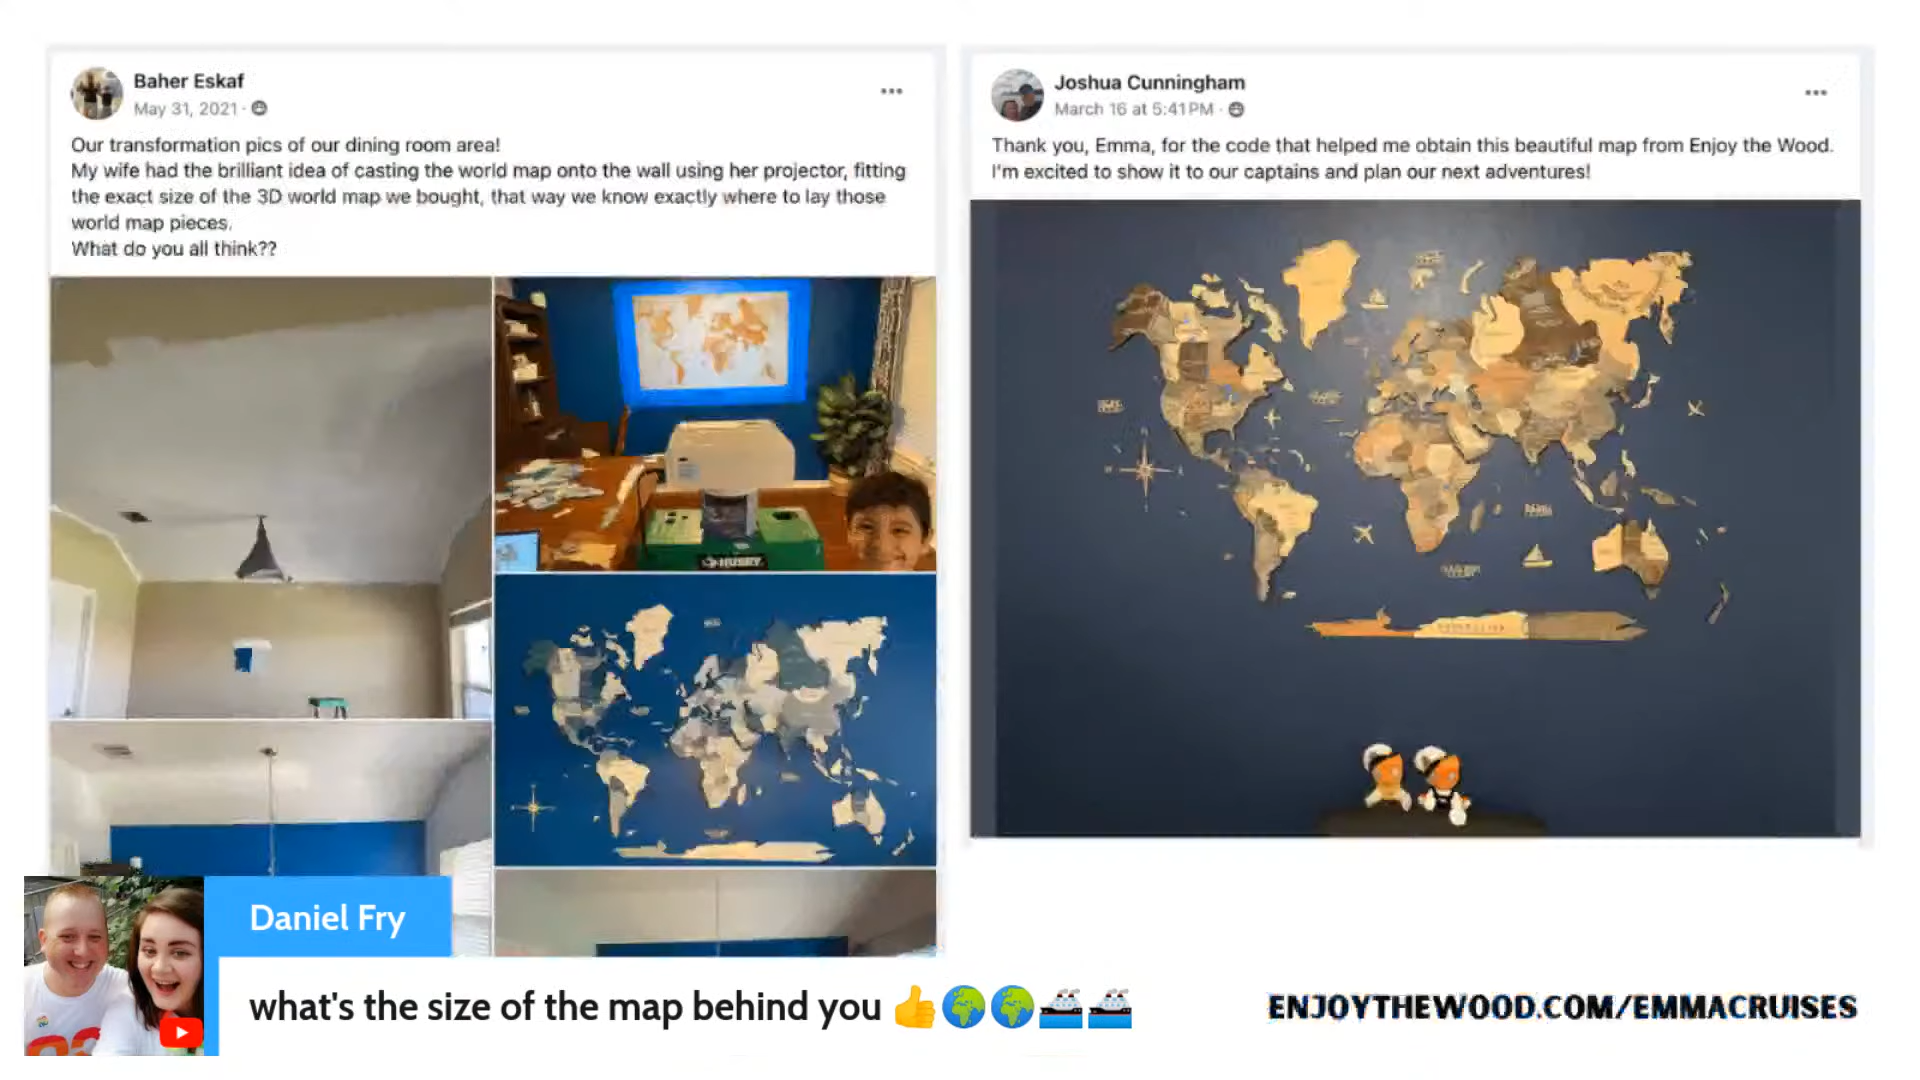 Baher Eskaf
May 31, 2021 ·
Our transformation pics of our dining room area!
My wife had the brilliant idea of casting the world map onto the wall using her projector, fitting
the exact size of the 3D world map we bought, that way we know exactly where to lay those
world map pieces.
What do you all think??
HUSKY
Joshua Cunningham
March 16 at 5:41 PM ·
Thank you, Emma, for the code that helped me obtain this beautiful map from Enjoy the Wood.
I'm excited to show it to our captains and plan our next adventures!
Daniel Fry
what's the size of the map behind you 👍🌍🌍🛳️🛳️
ENJOYTHEWOOD.COM/EMMACRUISES